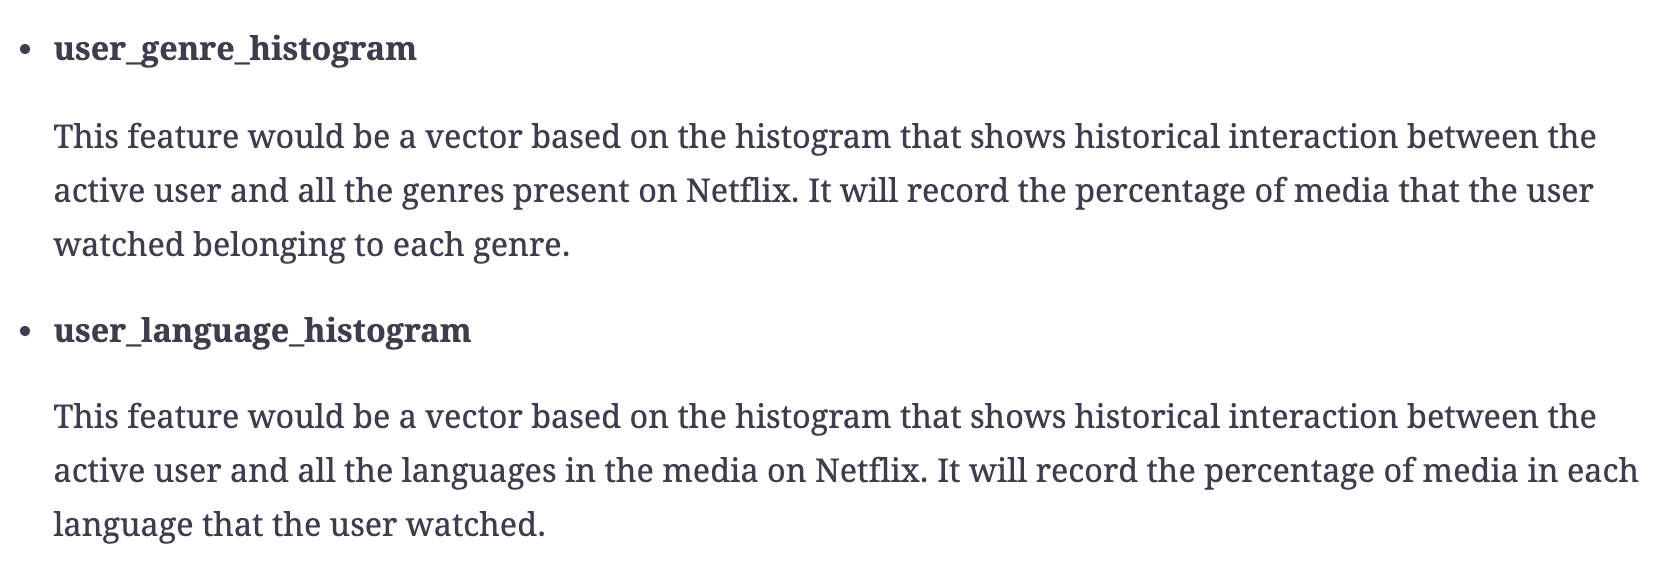 • user_genre_histogram
This feature would be a vector based on the histogram that shows historical interaction between the
active user and all the genres present on Netflix. It will record the percentage of media that the user
watched belonging to each genre.
• user_language_histogram
This feature would be a vector based on the histogram that shows historical interaction between the
active user and all the languages in the media on Netflix. It will record the percentage of media in each
language that the user watched.